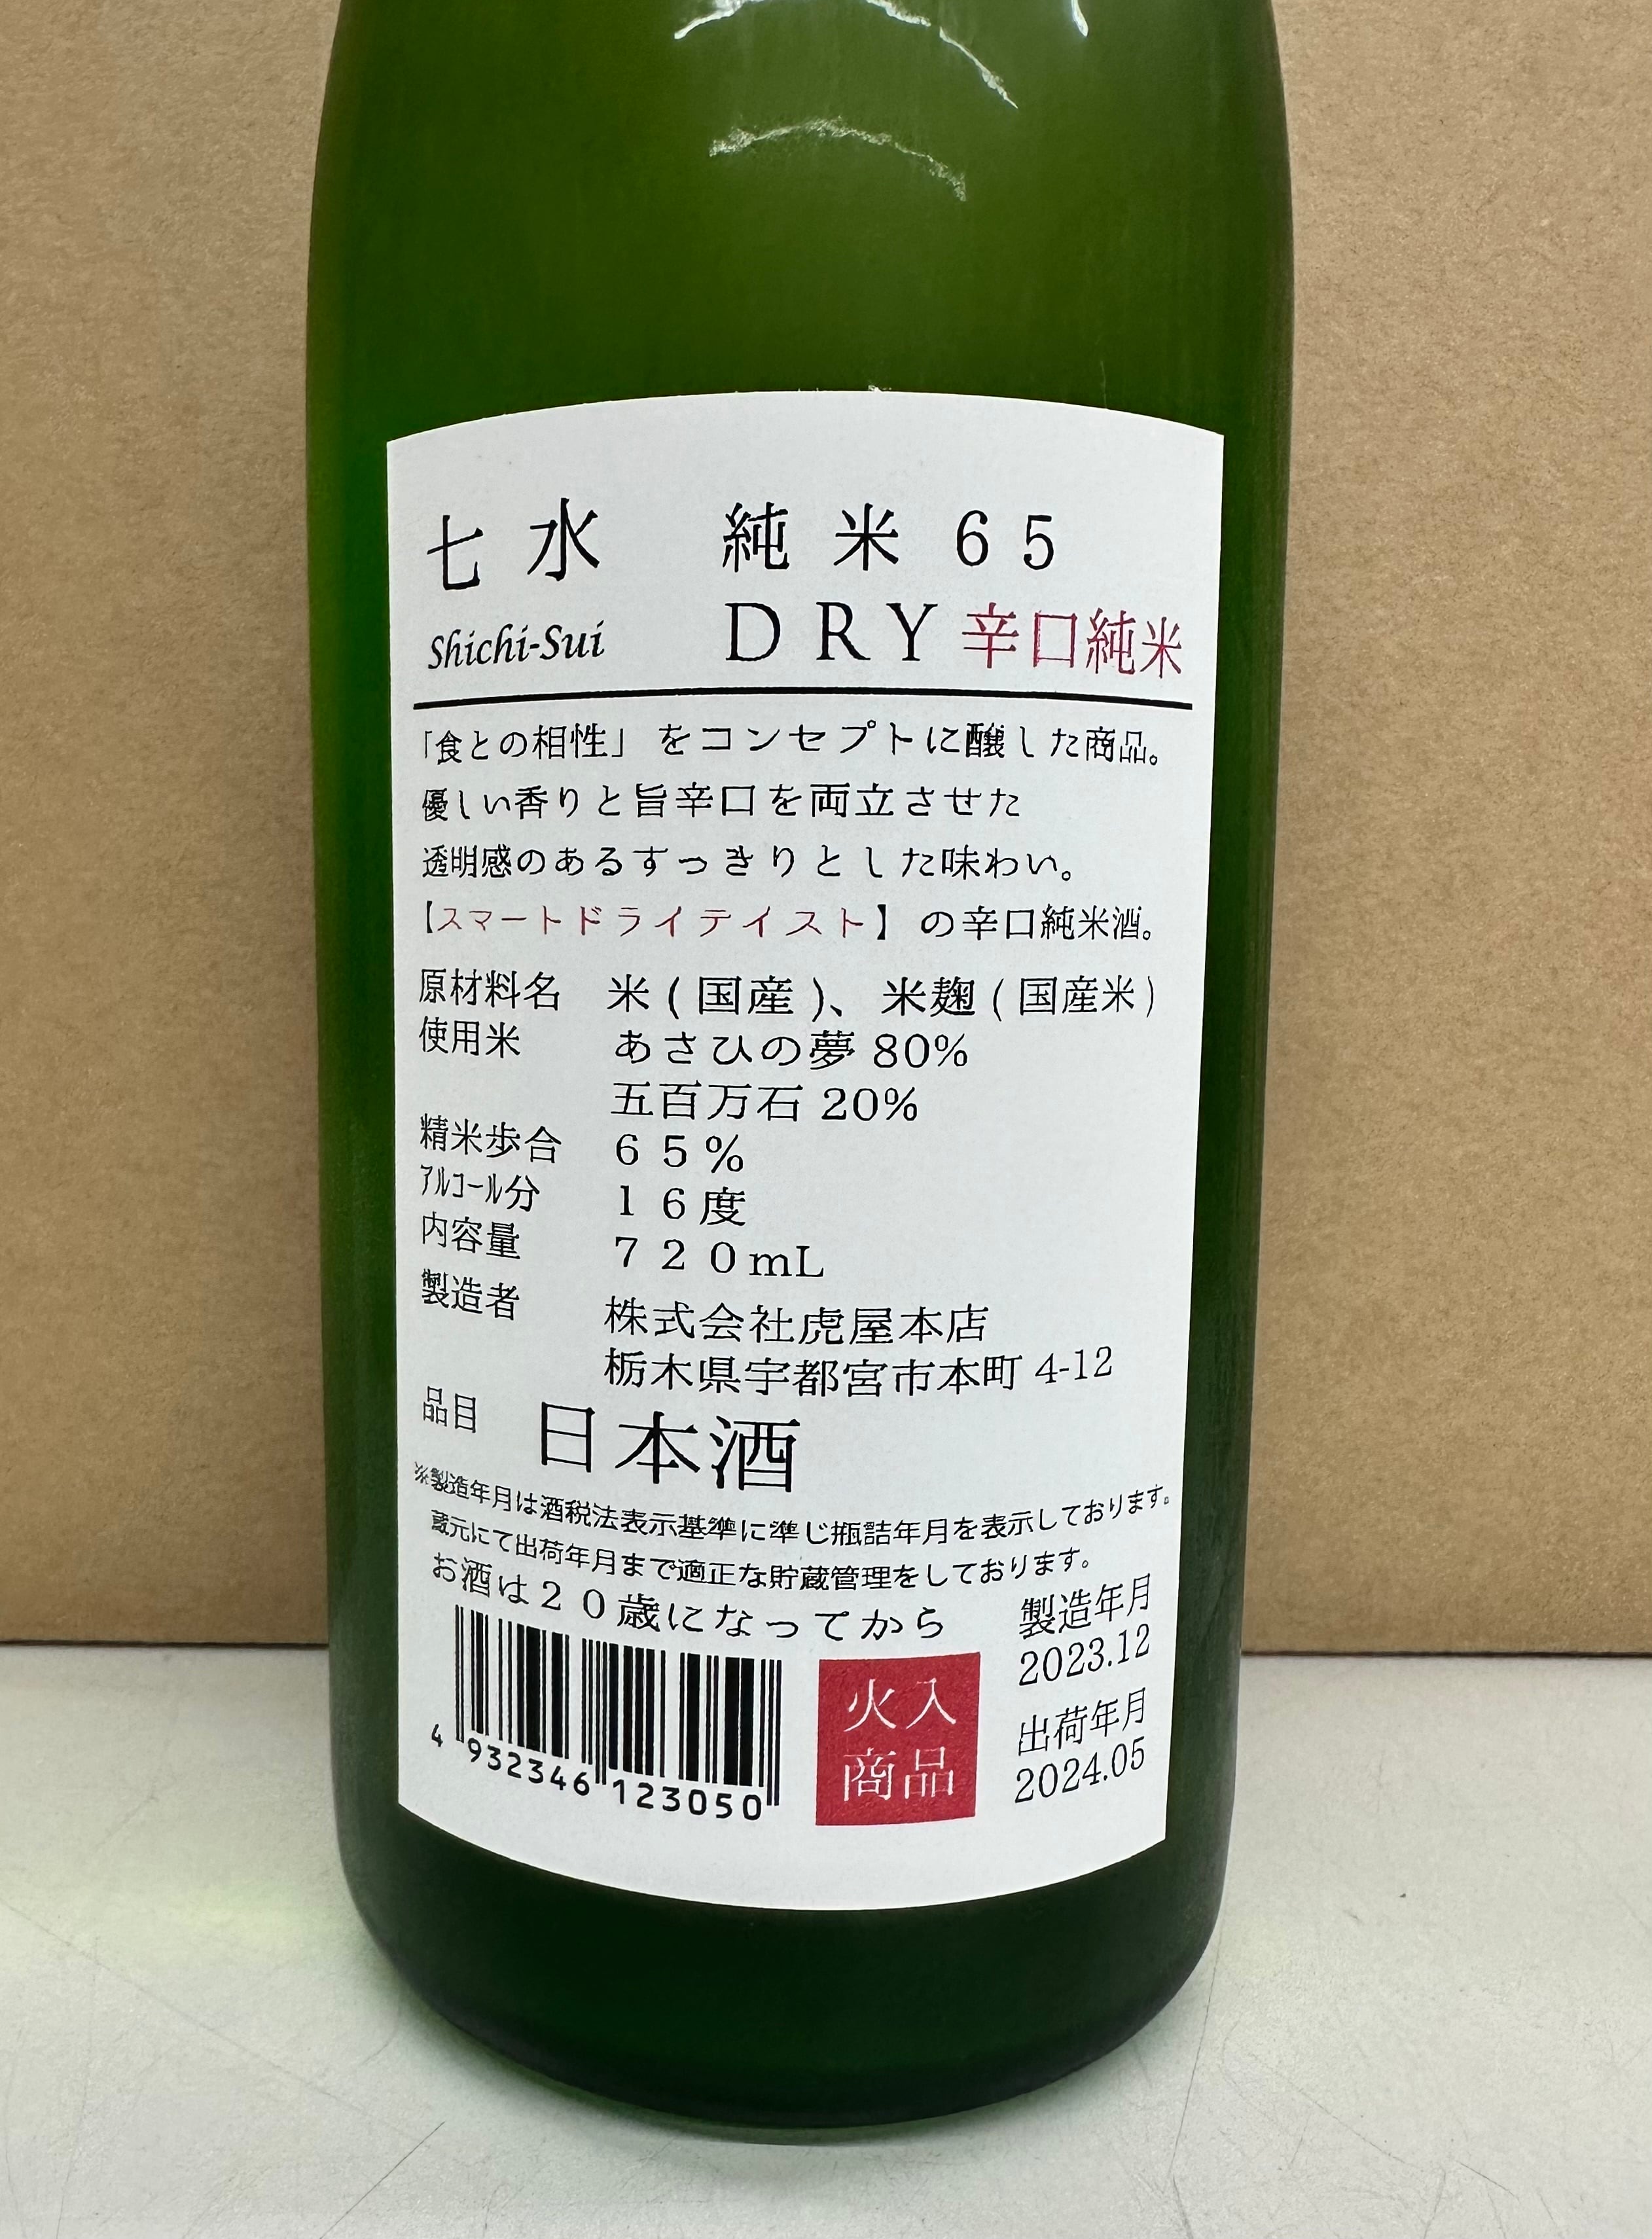 七水 純米65
Shichi-Sui DRY 辛口純米
「食との相性」をコンセプトに醸した商品。
優しい香りと旨辛口を両立させた
透明感のあるすっきりとした味わい。
【スマートドライテイスト】の辛口純米酒。
原材料名 米(国産)、米麹(国産米)
使用米 あさひの夢 80%
五百万石 20%
精米歩合 65%
アルコール分 16度
内容量 720mL
製造者 株式会社虎屋本店
栃木県宇都宮市本町 4-12
品目 日本酒
※製造年月は酒税法表示基準に準じ瓶詰年月を表示しております。
蔵元にて出荷年月まで適正な貯蔵管理をしております。
お酒は20歳になってから
4 932346 123050
火入
商品
製造年月
2023.12
出荷年月
2024.05